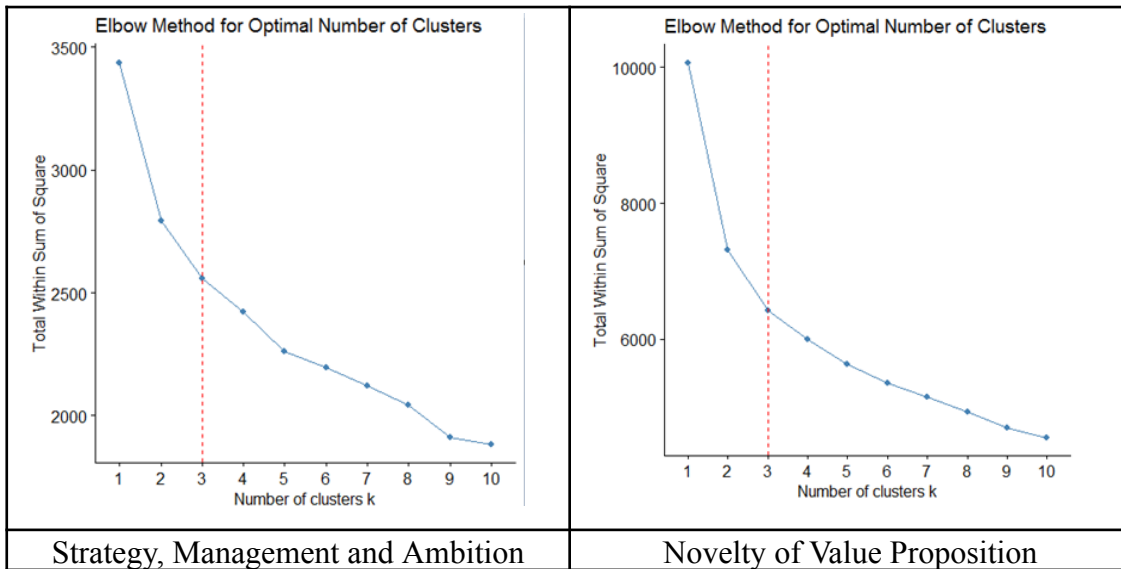 Elbow Method for Optimal Number of Clusters
3500
3000
2500
2000
Total Within Sum of Square
1 2 3 4 5 6 7 8 9 10
Number of clusters k
Strategy, Management and Ambition
Elbow Method for Optimal Number of Clusters
10000
8000
6000
Total Within Sum of Square
1 2 3 4 5 6 7 8 9 10
Number of clusters k
Novelty of Value Proposition